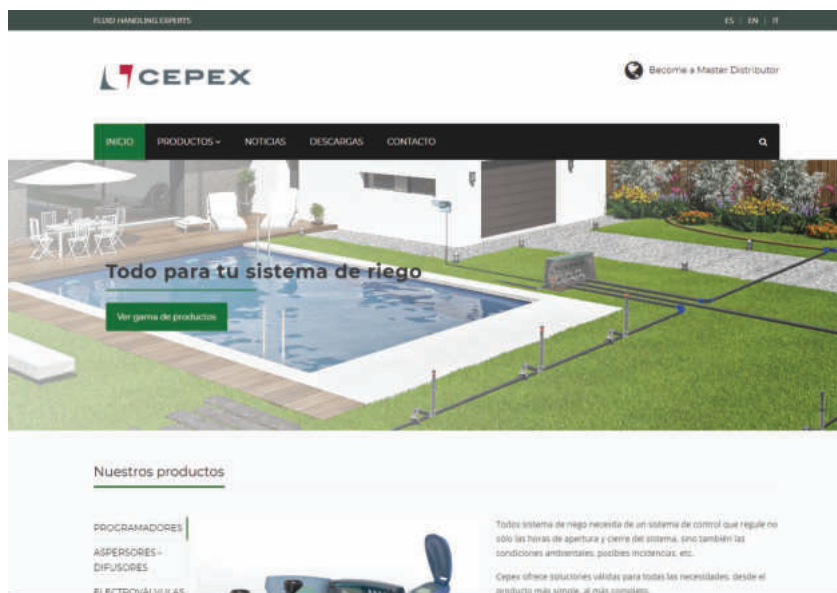 FLUID HANDLING EXPERTS
ES | EN | IT
CEPEX
Become a Master Distributor
INICIO PRODUCTOS NOTICIAS DESCARGAS CONTACTO
Todo para tu sistema de riego
Ver gama de productos
Nuestros productos
PROGRAMADORES
ASPERSORES –
DIFUSORES
ELECTROVÁLVULAS
Todos sistema de riego necesita de un sistema de control que regule no
sólo las horas de apertura y cierre del sistema, sino también las
condiciones ambientales, posibles incidencias, etc.
Cepex ofrece soluciones válidas para todas las necesidades, desde el
producto más simple, al más completo.